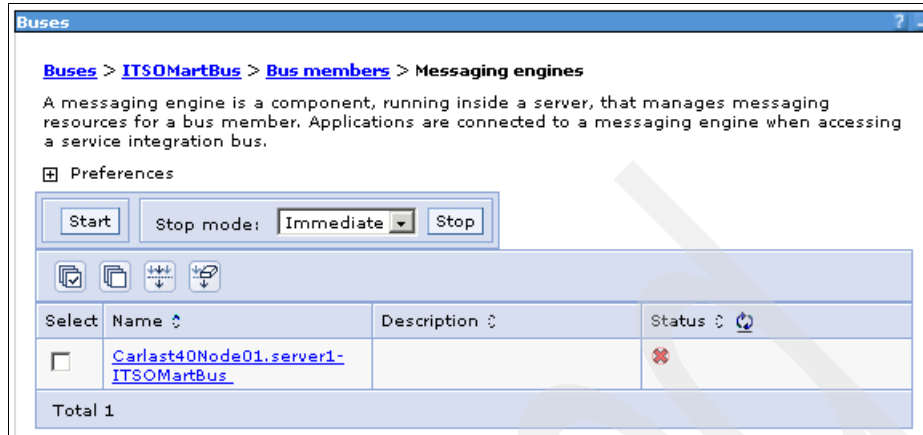 Buses ? -
Buses > ITSOMartBus > Bus members > Messaging engines
A messaging engine is a component, running inside a server, that manages messaging
resources for a bus member. Applications are connected to a messaging engine when accessing
a service integration bus.
Preferences
Start Stop mode: Immediate Stop
Select Name Description Status
Carlast40Node01.server1-
ITSOMartBus
Total 1